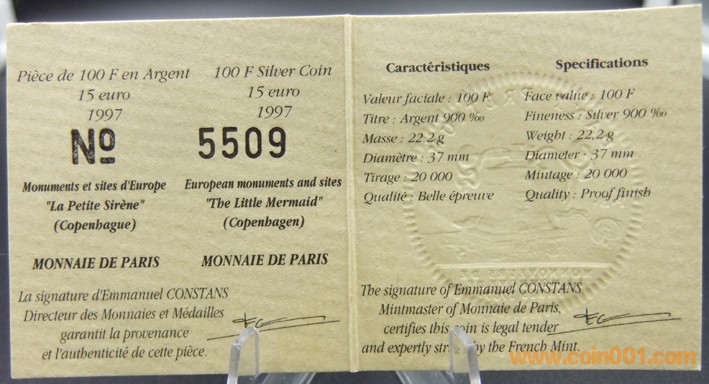 Pièce de 100 F en Argent
15 euro
1997
100 F Silver Coin
15 euro
1997
Nº 5509
Monuments et sites d'Europe
"La Petite Sirène"
(Copenhague)
European monuments and sites
"The Little Mermaid"
(Copenhagen)
MONNAIE DE PARIS
MONNAIE DE PARIS
La signature d'Emmanuel CONSTANS
Directeur des Monnaies et Médailles
garantit la provenance
et l'authenticité de cette pièce.
Caractéristiques
Valeur faciale : 100 F
Titre : Argent 900 ‰
Masse : 22,2 g
Diamètre : 37 mm
Tirage : 20 000
Qualité : Belle épreuve
Specifications
Face value : 100 F
Fineness : Silver 900 ‰
Weight : 22,2 g
Diameter : 37 mm
Mintage : 20 000
Quality : Proof finish
The signature of Emmanuel CONSTANS
Mintmaster of Monnaie de Paris,
certifies this coin is legal tender
and expertly by the French Mint.
www.coin001.com